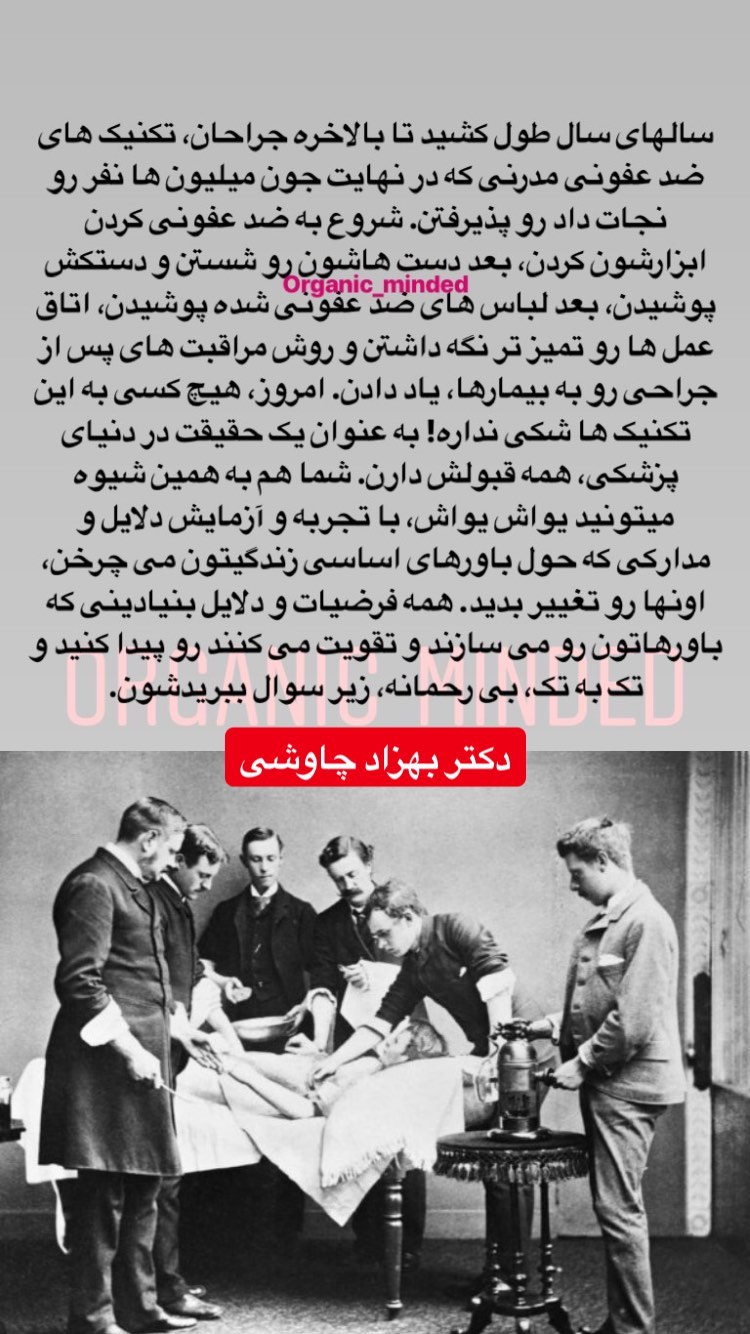 سالهای سال طول کشید تا بالاخره جراحان، تکنیک های
ضد عفونی مدرنی که در نهایت جون میلیون ها نفر رو
نجات داد رو پذیرفتن. شروع به ضد عفونی کردن
ابزارشون کردن، بعد دست هاشون رو شستن و دستکش
Organic_minded
پوشیدن، بعد لباس های ضد عفونی شده پوشیدن، اتاق
عمل ها رو تمیز تر نگه داشتن و روش مراقبت های پس از
جراحی رو به بیمارها، یاد دادن. امروز، هیچ کسی به این
تکنیک ها شکی نداره! به عنوان یک حقیقت در دنیای
پزشکی، همه قبولش دارن. شما هم به همین شیوه
میتونید یواش یواش، با تجربه و آزمایش دلایل و
مدارکی که حول باورهای اساسی زندگیتون می چرخن،
اونها رو تغییر بدید. همه فرضیات و دلایل بنیادینی که
باورهاتون رو می سازند و تقویت می کنند رو پیدا کنید و
تک به تک، بی رحمانه، زیر سوال ببریدشون.
ORGANIC MINDED
دکتر بهزاد چاوشی